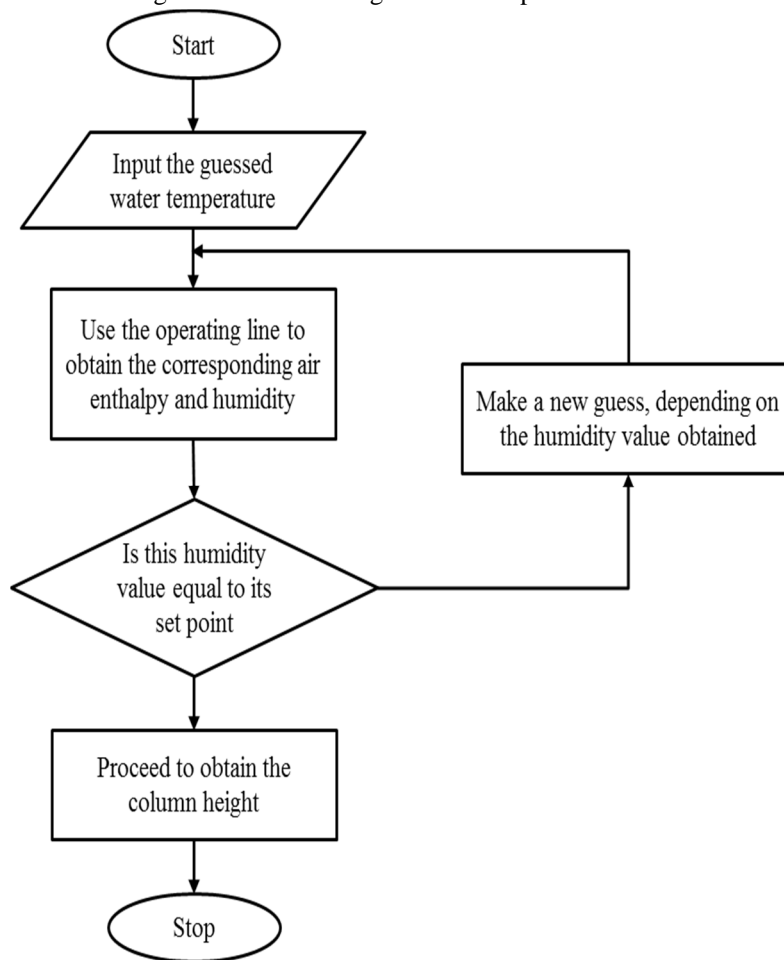 Start
Input the guessed
water temperature
Use the operating line to
obtain the corresponding air
enthalpy and humidity
Make a new guess, depending on
the humidity value obtained
Is this humidity
value equal to its
set point
Proceed to obtain the
column height
Stop